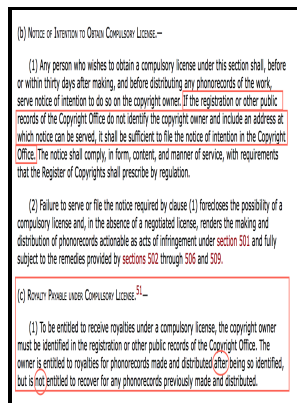 (b) NOTICE OF INTENTION TO OBTAIN COMPULSORY LICENSE.—
(1) Any person who wishes to obtain a compulsory license under this section shall, before
or within thirty days after making, and before distributing any phonorecords of the work,
serve notice of intention to do so on the copyright owner. If the registration or other public
records of the Copyright Office do not identify the copyright owner and include an address at
which notice can be served, it shall be sufficient to file the notice of intention in the Copyright
Office. The notice shall comply, in form, content, and manner of service, with requirements
that the Register of Copyrights shall prescribe by regulation.
(2) Failure to serve or file the notice required by clause (1) forecloses the possibility of a
compulsory license and, in the absence of a negotiated license, renders the making and
distribution of phonorecords actionable as acts of infringement under section 501 and fully
subject to the remedies provided by sections 502 through 506 and 509.
(c) ROYALTY PAYABLE UNDER COMPULSORY LICENSE.51—
(1) To be entitled to receive royalties under a compulsory license, the copyright owner
must be identified in the registration or other public records of the Copyright Office. The
owner is entitled to royalties for phonorecords made and distributed after being so identified,
but is not entitled to recover for any phonorecords previously made and distributed.